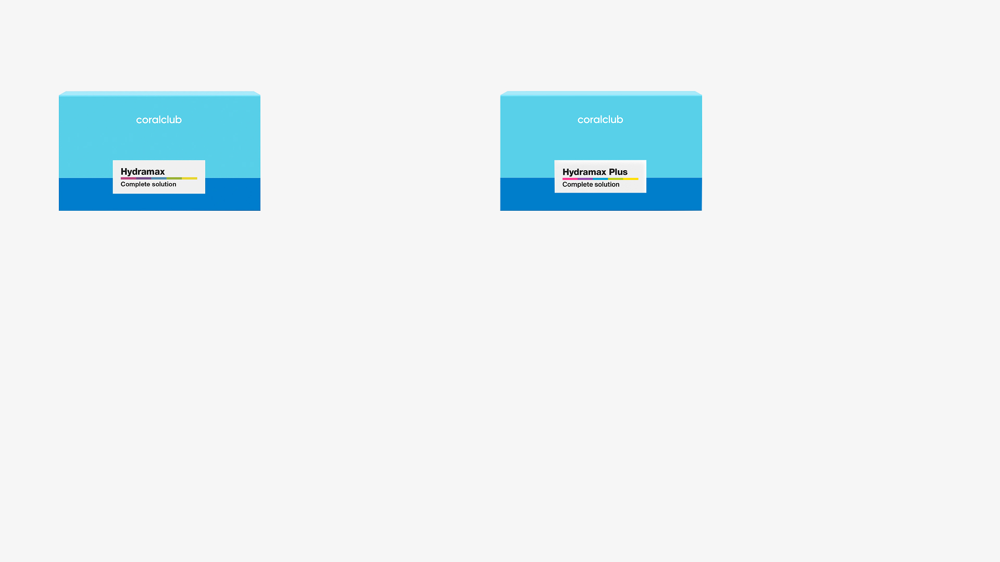 coralclub
Hydramax
Complete solution
coralclub
Hydramax Plus
Complete solution